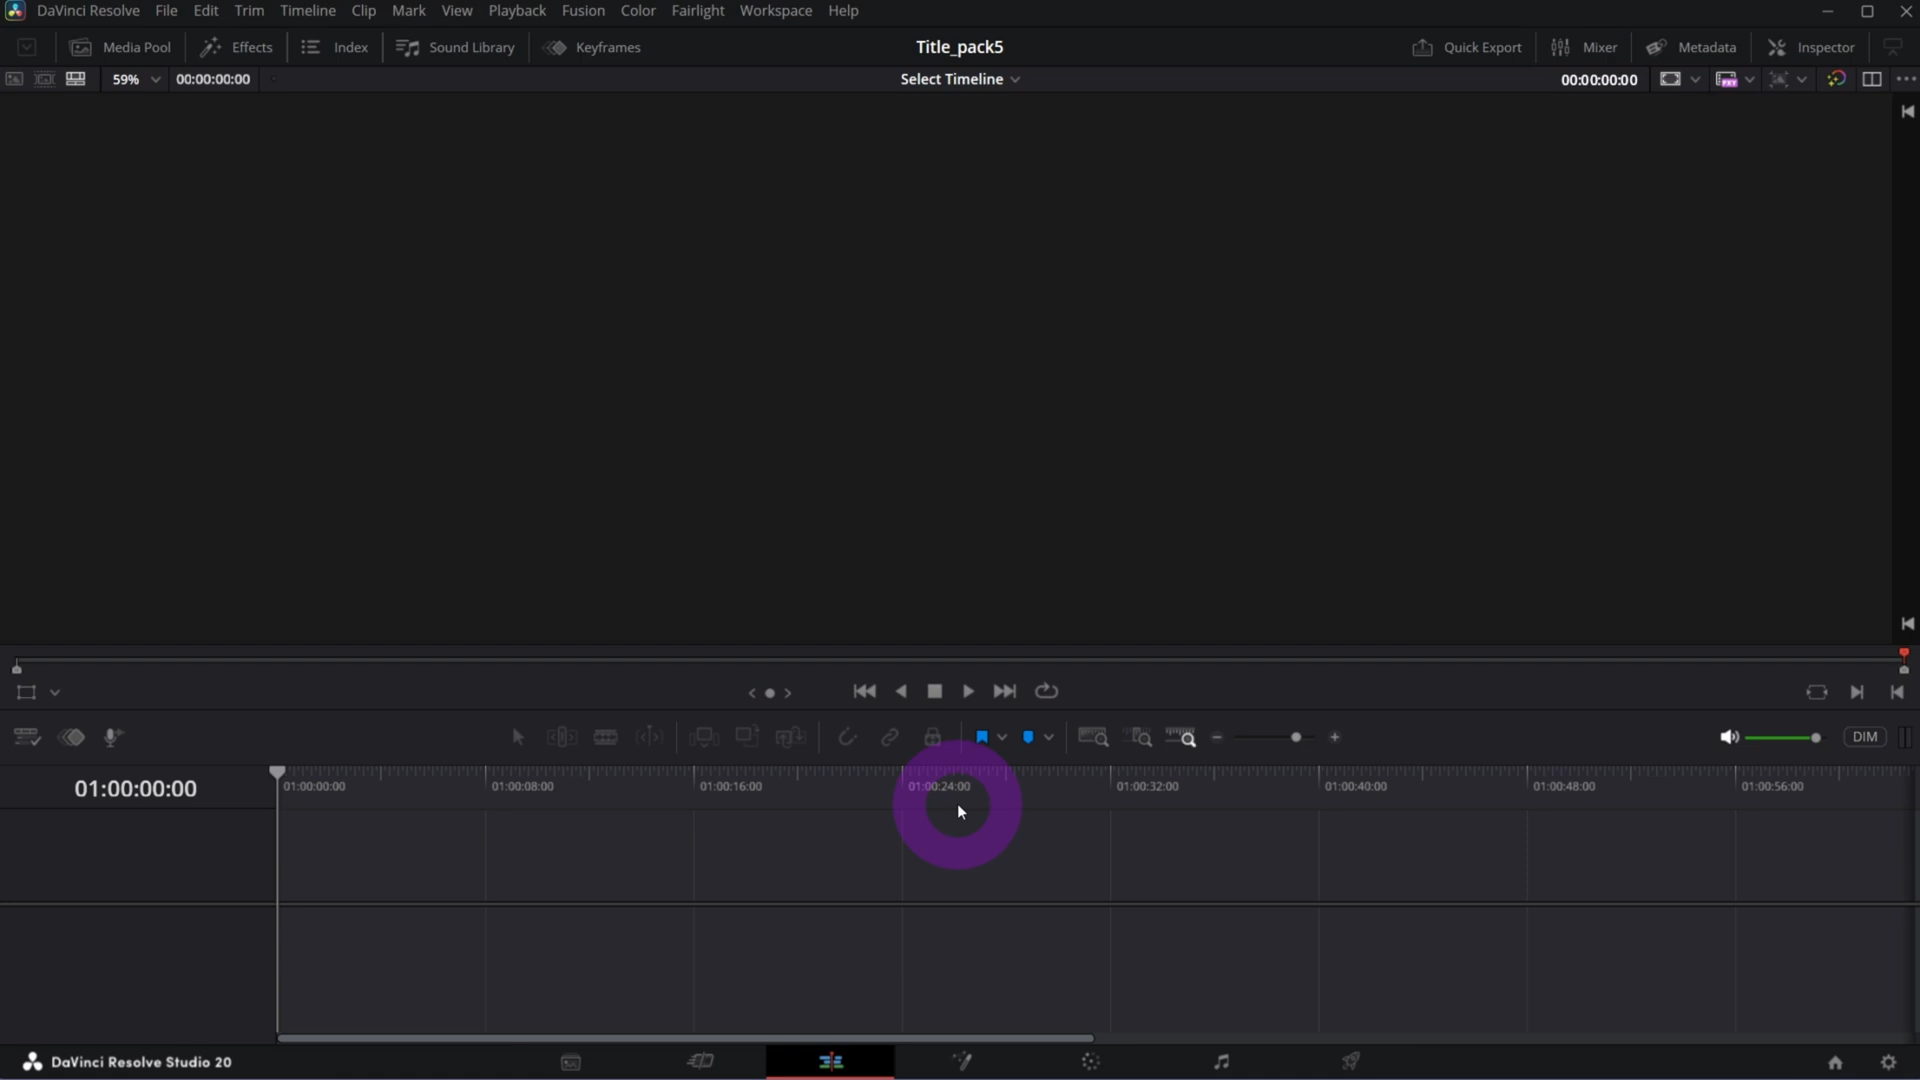 DaVinci Resolve File Edit Trim Timeline Clip Mark View Playback Fusion Color Fairlight Workspace Help
Media Pool Effects Index Sound Library Keyframes Title_pack5 Quick Export Mixer Metadata Inspector
59% 00:00:00:00 Select Timeline 00:00:00:00
DIM
01:00:00:00 01:00:00:00 01:00:08:00 01:00:16:00 01:00:24:00 01:00:32:00 01:00:40:00 01:00:48:00 01:00:56:00
DaVinci Resolve Studio 20